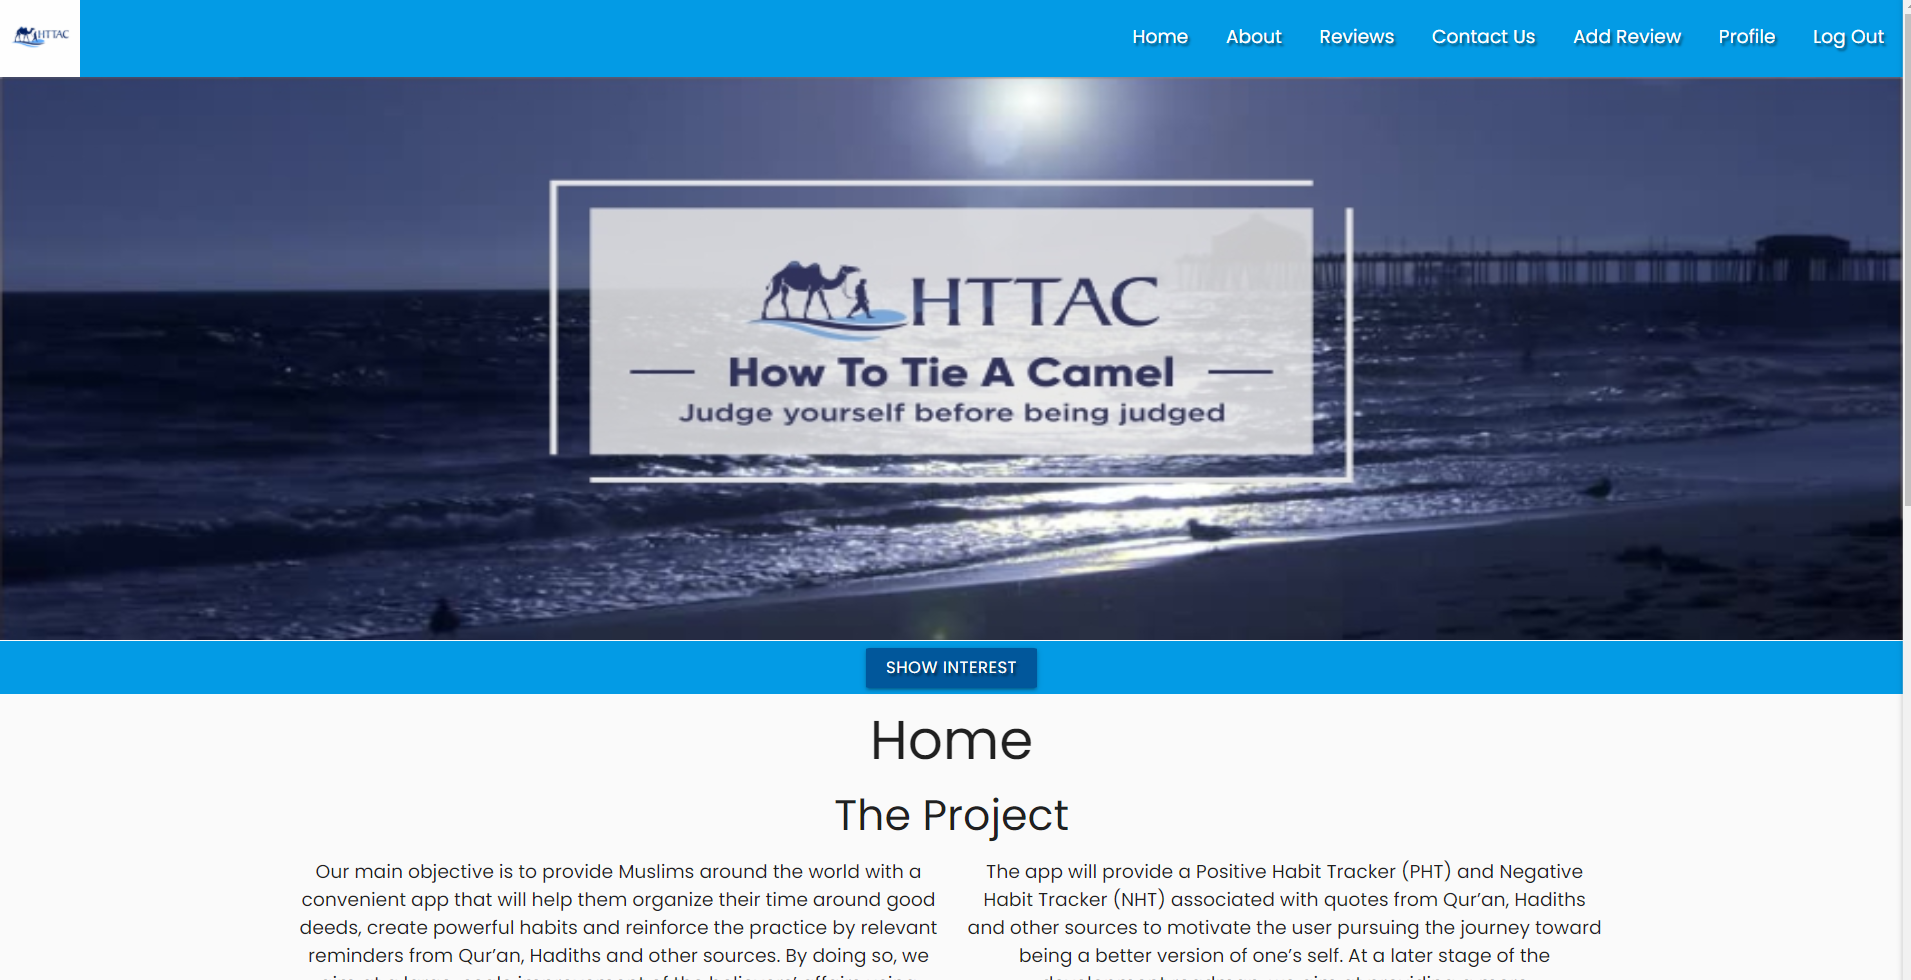 HTTAC
Home About Reviews Contact Us Add Review Profile Log Out
HTTAC
How To Tie A Camel
Judge yourself before being judged
SHOW INTEREST
Home
The Project
Our main objective is to provide Muslims around the world with a
convenient app that will help them organize their time around good
deeds, create powerful habits and reinforce the practice by relevant
reminders from Qur’an, Hadiths and other sources. By doing so, we
The app will provide a Positive Habit Tracker (PHT) and Negative
Habit Tracker (NHT) associated with quotes from Qur’an, Hadiths
and other sources to motivate the user pursuing the journey toward
being a better version of one’s self. At a later stage of the